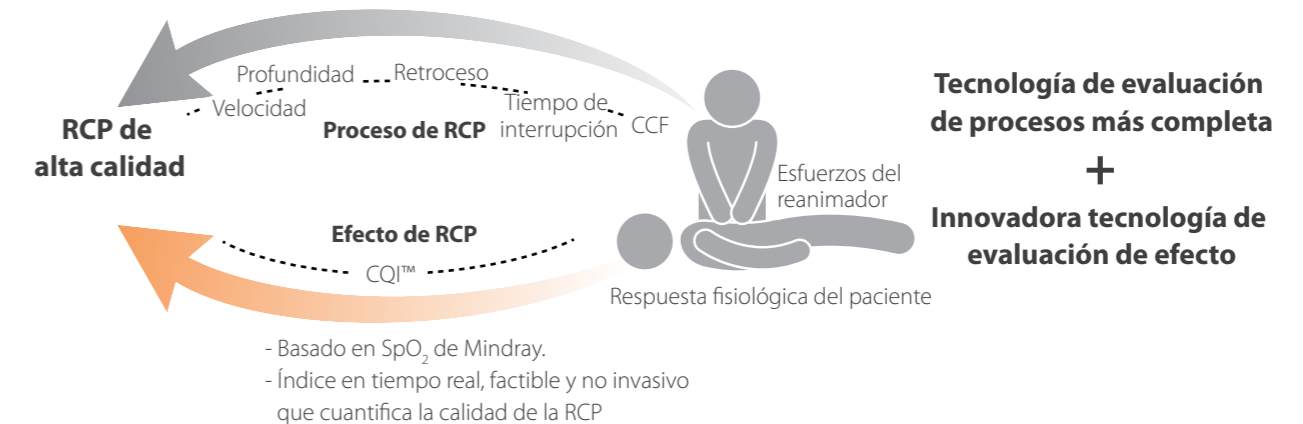 Profundidad
Retroceso
Velocidad
Tiempo de
interrupción
CCF
Proceso de RCP
RCP de
alta calidad
Esfuerzos del
reanimador
Efecto de RCP
CQI™
Respuesta fisiológica del paciente
- Basado en SpO₂ de Mindray.
- Índice en tiempo real, factible y no invasivo
que cuantifica la calidad de la RCP
Tecnología de evaluación
de procesos más completa
+
Innovadora tecnología de
evaluación de efecto